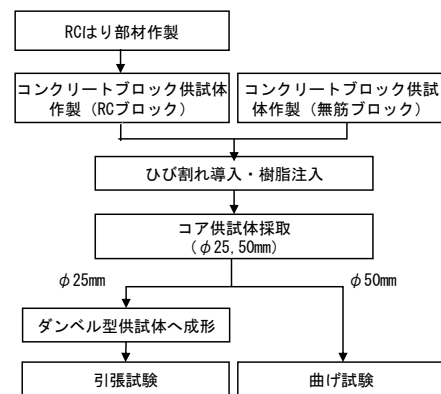 RCはり部材作製
コンクリートブロック供試体
作製（RCブロック）
コンクリートブロック供試
体作製（無筋ブロック）
ひび割れ導入・樹脂注入
コア供試体採取
（φ25,50mm）
φ25mm
φ50mm
ダンベル型供試体へ成形
引張試験
曲げ試験